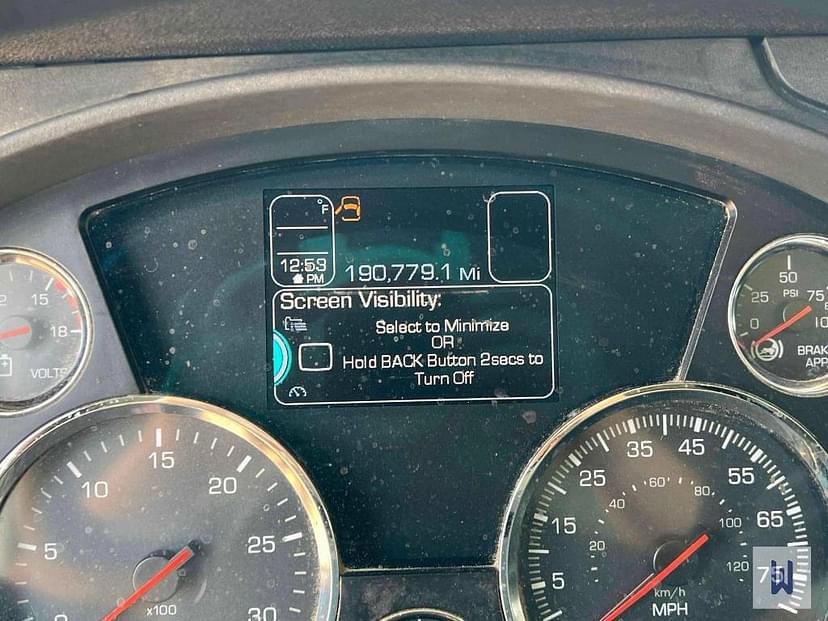 °F
12:53
PM
190,779.1 Mi
Screen Visibility:
Select to Minimize
OR
Hold BACK Button 2secs to
Turn Off
15
18
VOLTS
50
25
75
PSI
0
BRAK
APP
5
10
15
20
25
30
x100
5
15
25
35
45
55
65
75
20
40
60
80
100
120
km/h
MPH
W